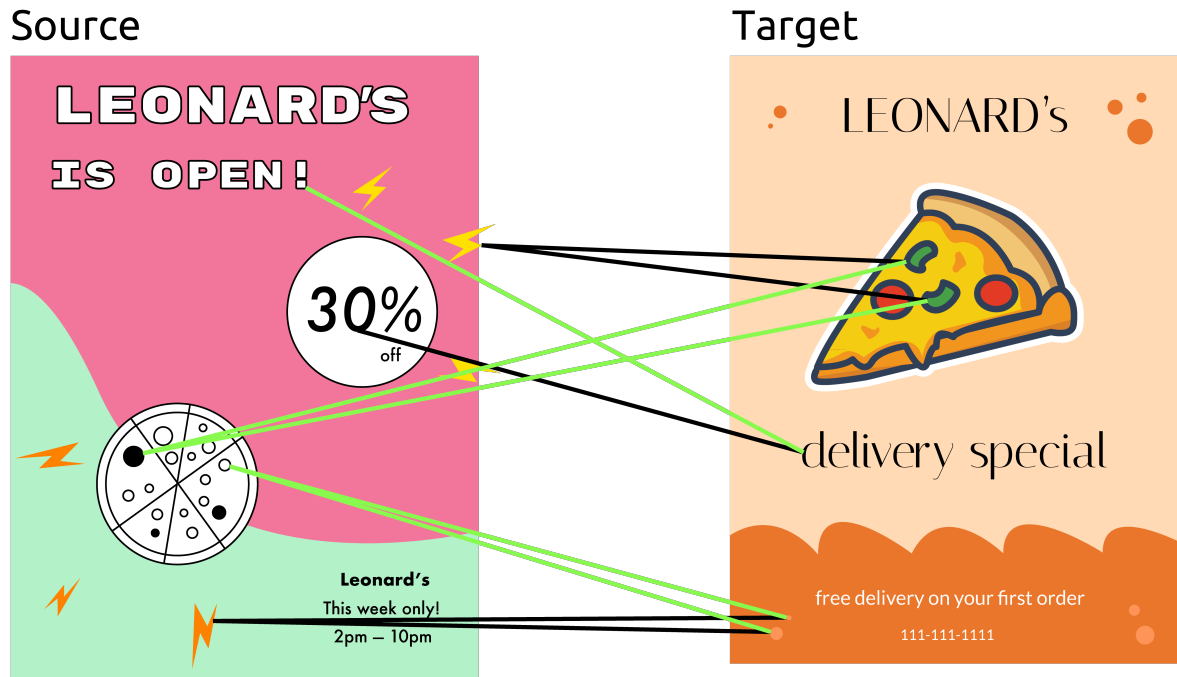 Source
LEONARD'S
IS OPEN!
30%
off
Leonard's
This week only!
2pm – 10pm
Target
LEONARD's
delivery special
free delivery on your first order
111-111-1111